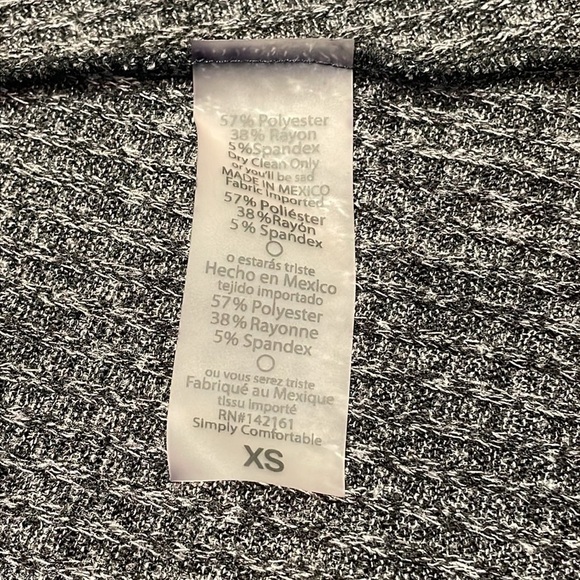 57% Polyester
38% Rayon
5% Spandex
Dry Clean Only
or you'll be sad
MADE IN MEXICO
Fabric Imported
57% Poliéster
38% Rayón
5% Spandex
o estarás triste
Hecho en Mexico
tejido importado
57% Polyester
38% Rayonne
5% Spandex
ou vous serez triste
Fabriqué au Mexique
tissu importé
RN#142161
Simply Comfortable
XS